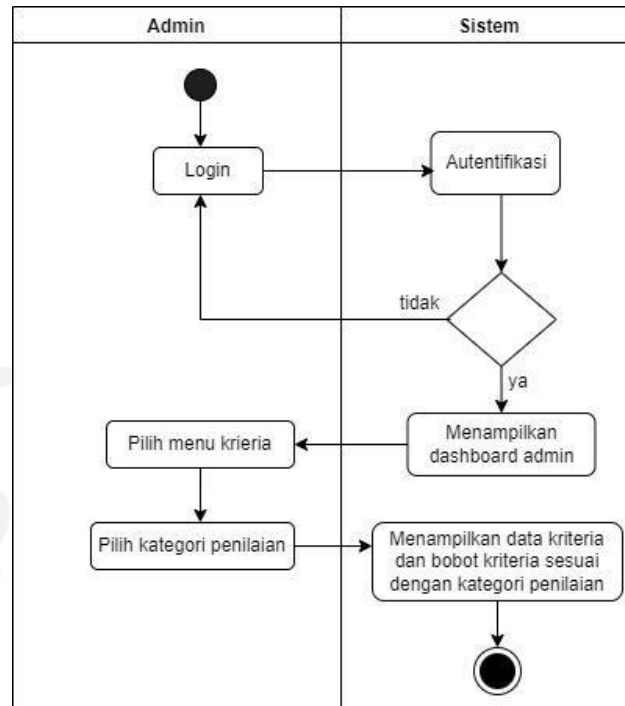 Admin
Sistem
Login
Autentifikasi
tidak
ya
Menampilkan
dashboard admin
Pilih menu krieria
Pilih kategori penilaian
Menampilkan data kriteria
dan bobot kriteria sesuai
dengan kategori penilaian